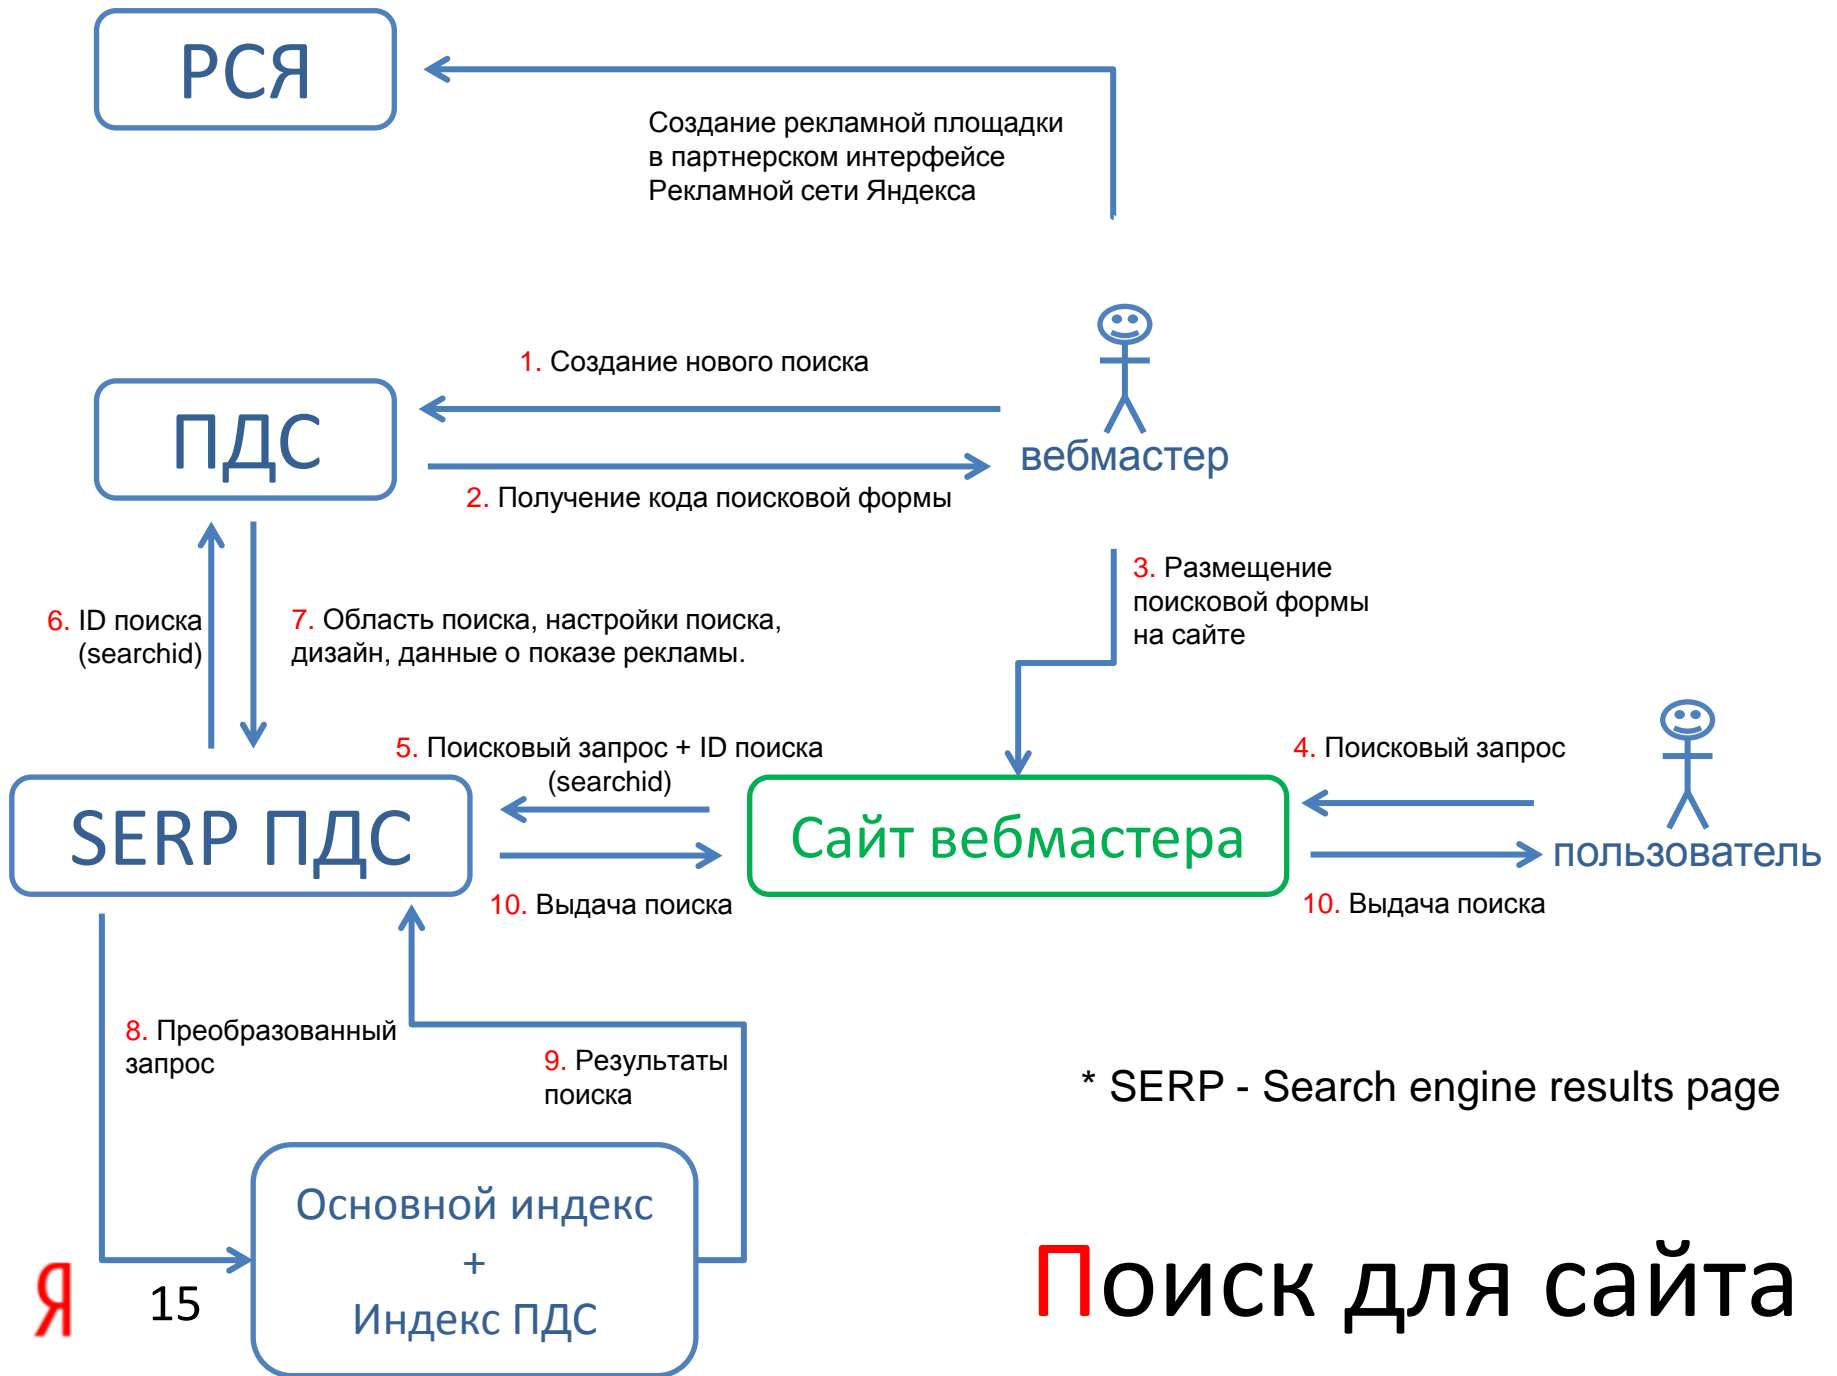 РСЯ
Создание рекламной площадки
в партнерском интерфейсе
Рекламной сети Яндекса
1. Создание нового поиска
ПДС
вебмастер
2. Получение кода поисковой формы
3. Размещение
поисковой формы
на сайте
6. ID поиска
(searchid)
7. Область поиска, настройки поиска,
дизайн, данные о показе рекламы.
5. Поисковый запрос + ID поиска
(searchid)
4. Поисковый запрос
SERP ПДС
Сайт вебмастера
пользователь
10. Выдача поиска
10. Выдача поиска
8. Преобразованный
запрос
9. Результаты
поиска
* SERP - Search engine results page
Основной индекс
+
Индекс ПДС
Я
15
Поиск для сайта